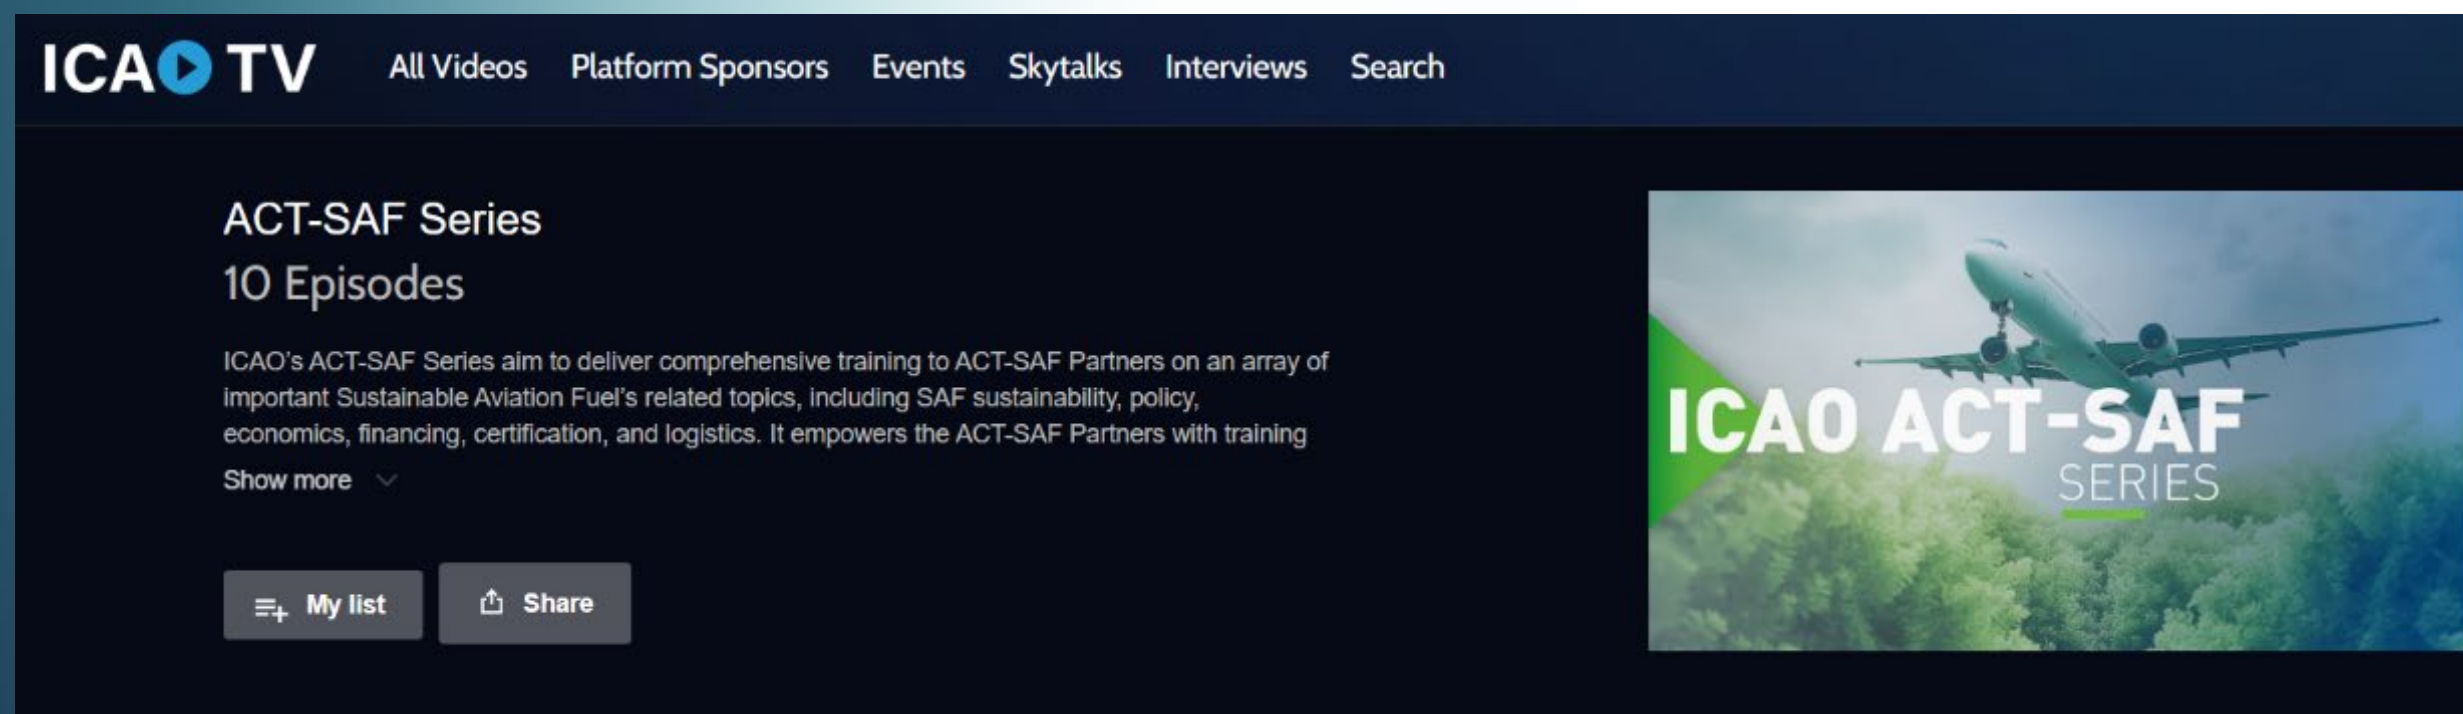 ICAO TV All Videos Platform Sponsors Events Skytalks Interviews Search
ACT-SAF Series
10 Episodes
ICAO’s ACT-SAF Series aim to deliver comprehensive training to ACT-SAF Partners on an array of
important Sustainable Aviation Fuel’s related topics, including SAF sustainability, policy,
economics, financing, certification, and logistics. It empowers the ACT-SAF Partners with training
Show more
My list Share
ICAO ACT-SAF
SERIES